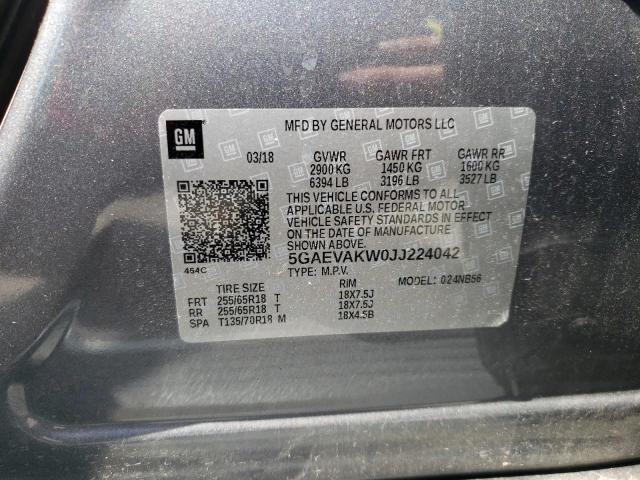 GM
MFD BY GENERAL MOTORS LLC
03/18 GVWR GAWR FRT GAWR RR
2900 KG 1450 KG 1600 KG
6394 LB 3196 LB 3527 LB
THIS VEHICLE CONFORMS TO ALL
APPLICABLE U.S. FEDERAL MOTOR
VEHICLE SAFETY STANDARDS IN EFFECT
ON THE DATE OF MANUFACTURE
SHOWN ABOVE.
5GAEVAKW0JJ224042
454C
TYPE: M.P.V. MODEL: 024NB56
TIRE SIZE RIM
FRT 255/65R18 T 18X7.5J
RR 255/65R18 T 18X7.5J
SPA T135/70R18 M 18X4.5B